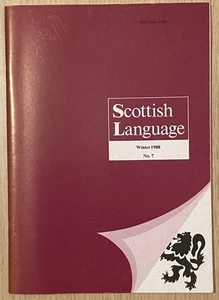 Scottish
Language
Winter 1988
No. 7